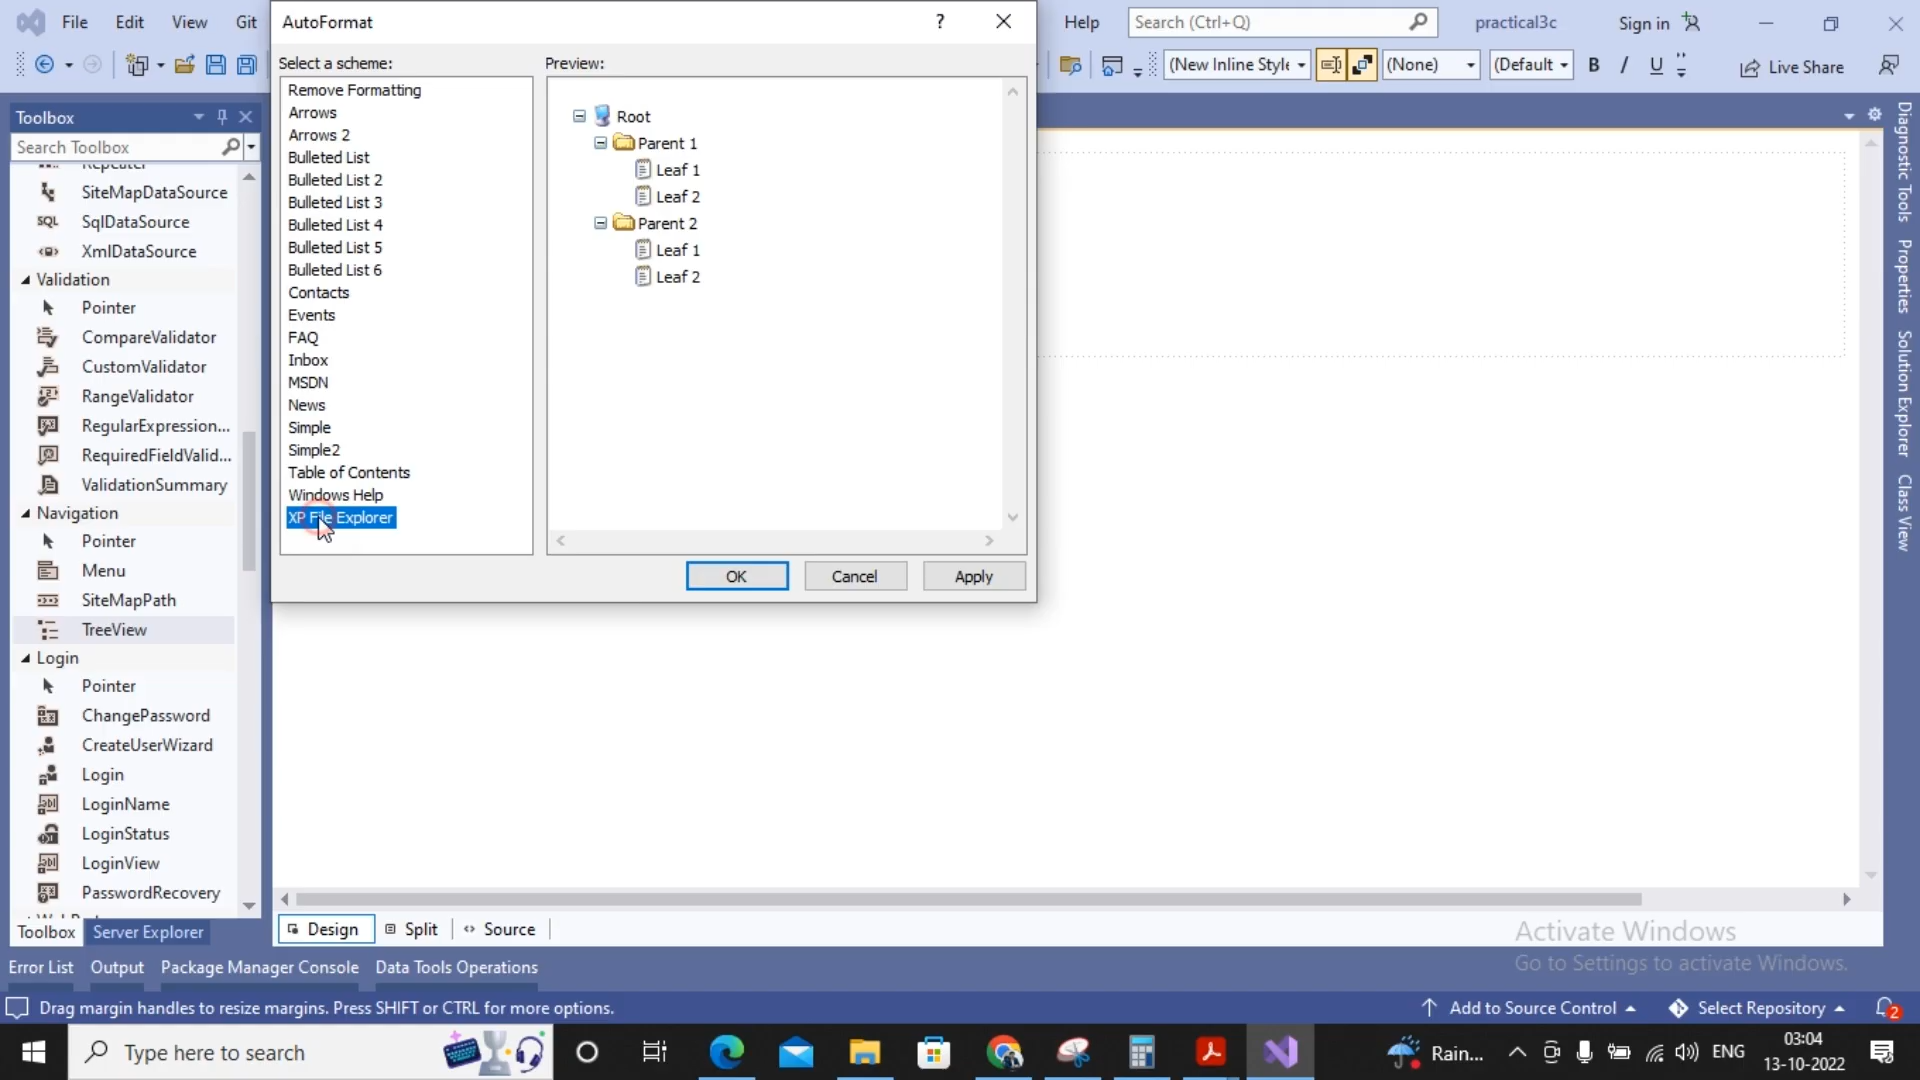 File Edit View Git
Help
Search (Ctrl+Q)
practical3c
Sign in
AutoFormat
?
(New Inline Style
(None)
(Default
B
I
U
Live Share
Select a scheme:
Preview:
Remove Formatting
Arrows
Arrows 2
Bulleted List
Bulleted List 2
Bulleted List 3
Bulleted List 4
Bulleted List 5
Bulleted List 6
Contacts
Events
FAQ
Inbox
MSDN
News
Simple
Simple2
Table of Contents
Windows Help
XP File Explorer
Root
Parent 1
Leaf 1
Leaf 2
Parent 2
Leaf 1
Leaf 2
OK
Cancel
Apply
Toolbox
Search Toolbox
Repeater
SiteMapDataSource
SQL SqlDataSource
XmlDataSource
Validation
Pointer
CompareValidator
CustomValidator
RangeValidator
RegularExpression...
RequiredFieldValid...
ValidationSummary
Navigation
Pointer
Menu
SiteMapPath
TreeView
Login
Pointer
ChangePassword
CreateUserWizard
Login
LoginName
LoginStatus
LoginView
PasswordRecovery
Toolbox
Server Explorer
Diagnostic Tools
Properties
Solution Explorer
Class View
Design
Split
Source
Activate Windows
Go to Settings to activate Windows.
Error List
Output
Package Manager Console
Data Tools Operations
Drag margin handles to resize margins. Press SHIFT or CTRL for more options.
Add to Source Control
Select Repository
2
Type here to search
Rain...
ENG
03:04
13-10-2022